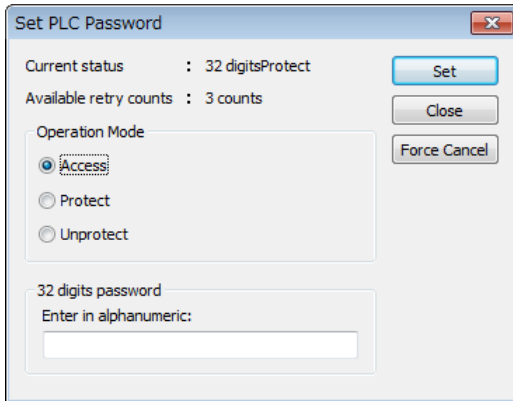 Set PLC Password
Current status : 32 digitsProtect
Available retry counts : 3 counts
Set
Close
Force Cancel
Operation Mode
Access
Protect
Unprotect
32 digits password
Enter in alphanumeric: